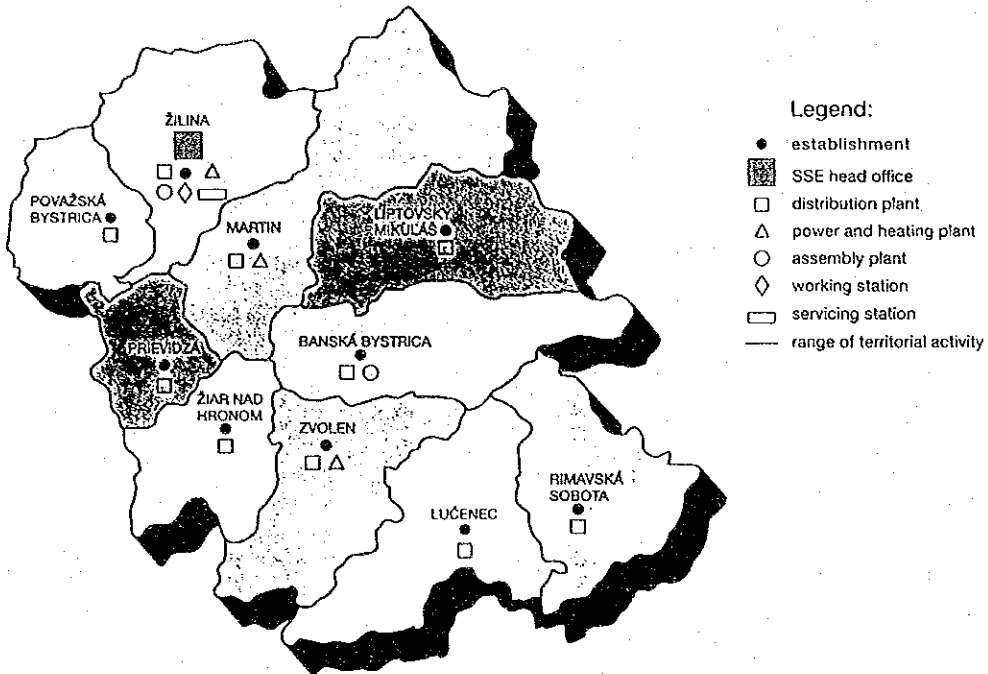 ŽILINA
POVAŽSKÁ
BYSTRICA
MARTIN
LIPTOVSKÝ
MIKULÁŠ
PRIEVIDZA
BANSKÁ BYSTRICA
ŽIAR NAD
HRONOM
ZVOLEN
LUČENEC
RIMAVSKÁ
SOBOTA
Legend:
establishment
SSE head office
distribution plant
power and heating plant
assembly plant
working station
servicing station
range of territorial activity